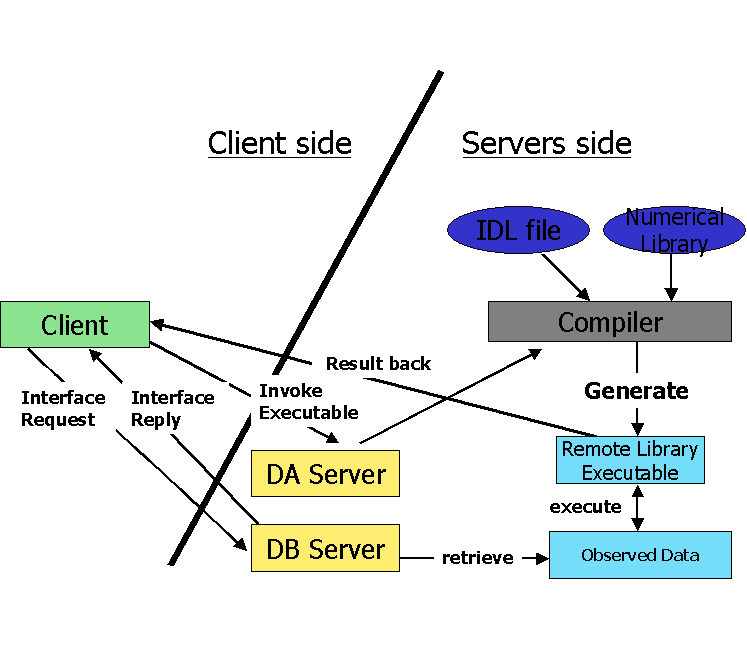 Client side
Servers side
IDL file
Numerical
Library
Client
Compiler
Result back
Interface
Request
Interface
Reply
Invoke
Executable
Generate
DA Server
Remote Library
Executable
execute
DB Server
retrieve
Observed Data